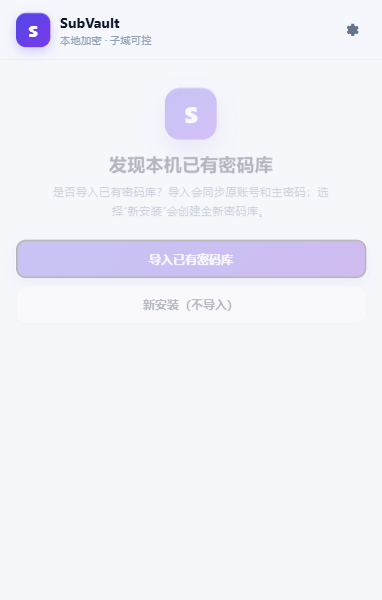 S
SubVault
本地加密 · 子域可控
S
发现本机已有密码库
是否导入已有密码库？导入会同步原账号和主密码；选
择“新安装”会创建全新密码库。
导入已有密码库
新安装（不导入）